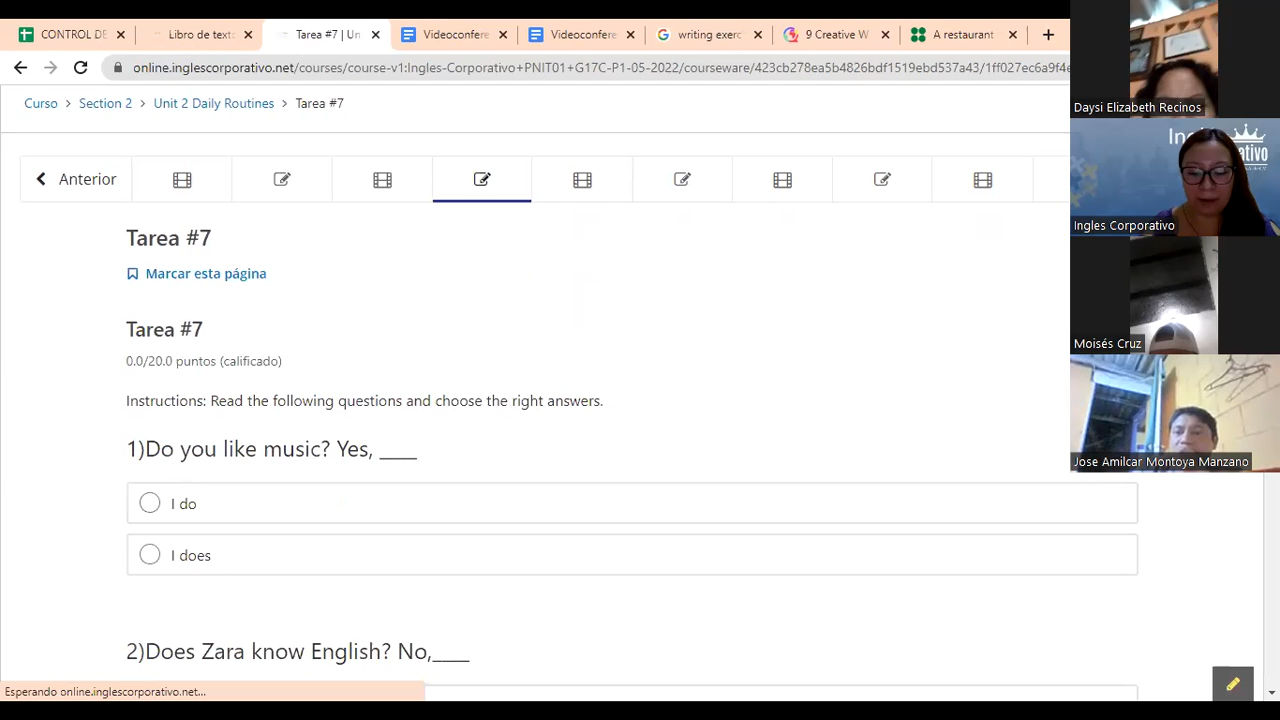 CONTROL DE
Libro de text
Tarea #7 | Un
Videoconfere
Videoconfere
writing exerc
9 Creative W
A restaurant
online.inglescorporativo.net/courses/course-v1:Ingles-Corporativo+PNIT01+G17C-P1-05-2022/courseware/423cb278ea5b4826bdf1519ebd537a43/1ff027ec6a9f4e
Curso > Section 2 > Unit 2 Daily Routines > Tarea #7
Anterior
Tarea #7
Marcar esta página
Tarea #7
0.0/20.0 puntos (calificado)
Instructions: Read the following questions and choose the right answers.
1)Do you like music? Yes, ____
I do
I does
2)Does Zara know English? No,____
Esperando online.inglescorporativo.net...
Daysi Elizabeth Recinos
Ingles Corporativo
Moisés Cruz
Jose Amilcar Montoya Manzano